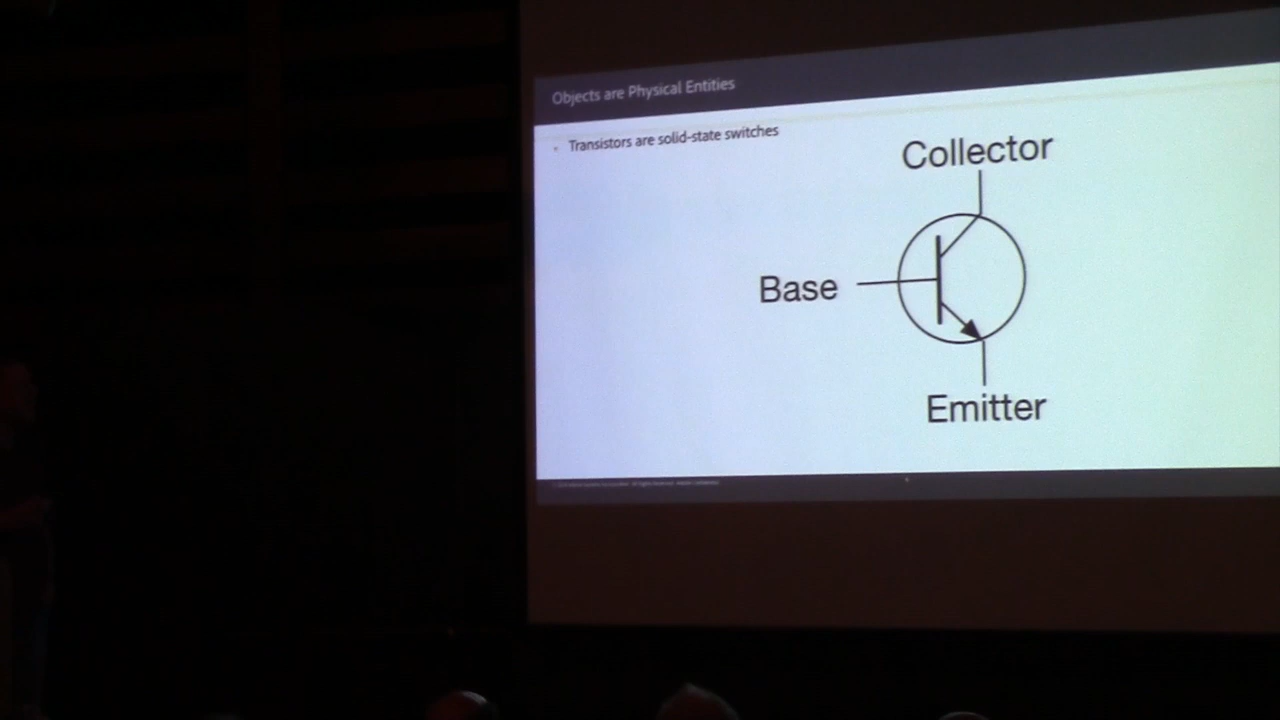 Objects are Physical Entities
Transistors are solid-state switches
Collector
Base
Emitter